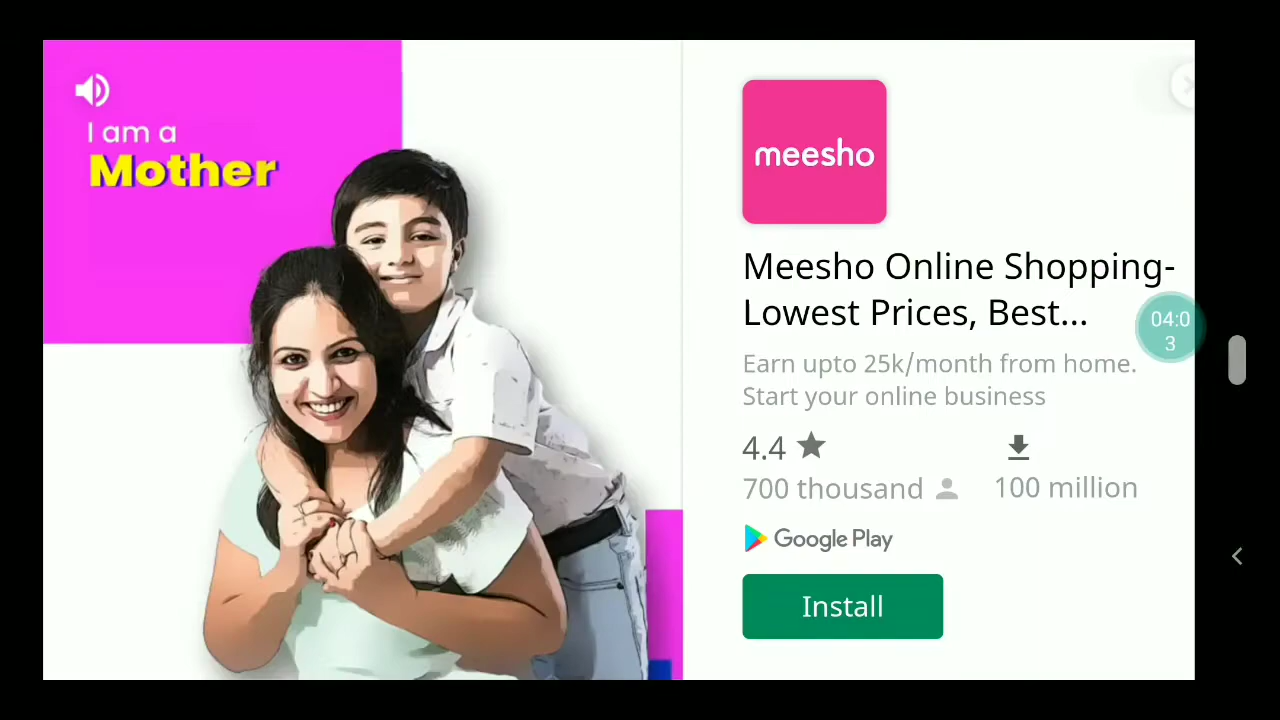 I am a
Mother
meesho
Meesho Online Shopping-
Lowest Prices, Best...
Earn upto 25k/month from home.
Start your online business
4.4
700 thousand
100 million
Google Play
Install
04:0
3